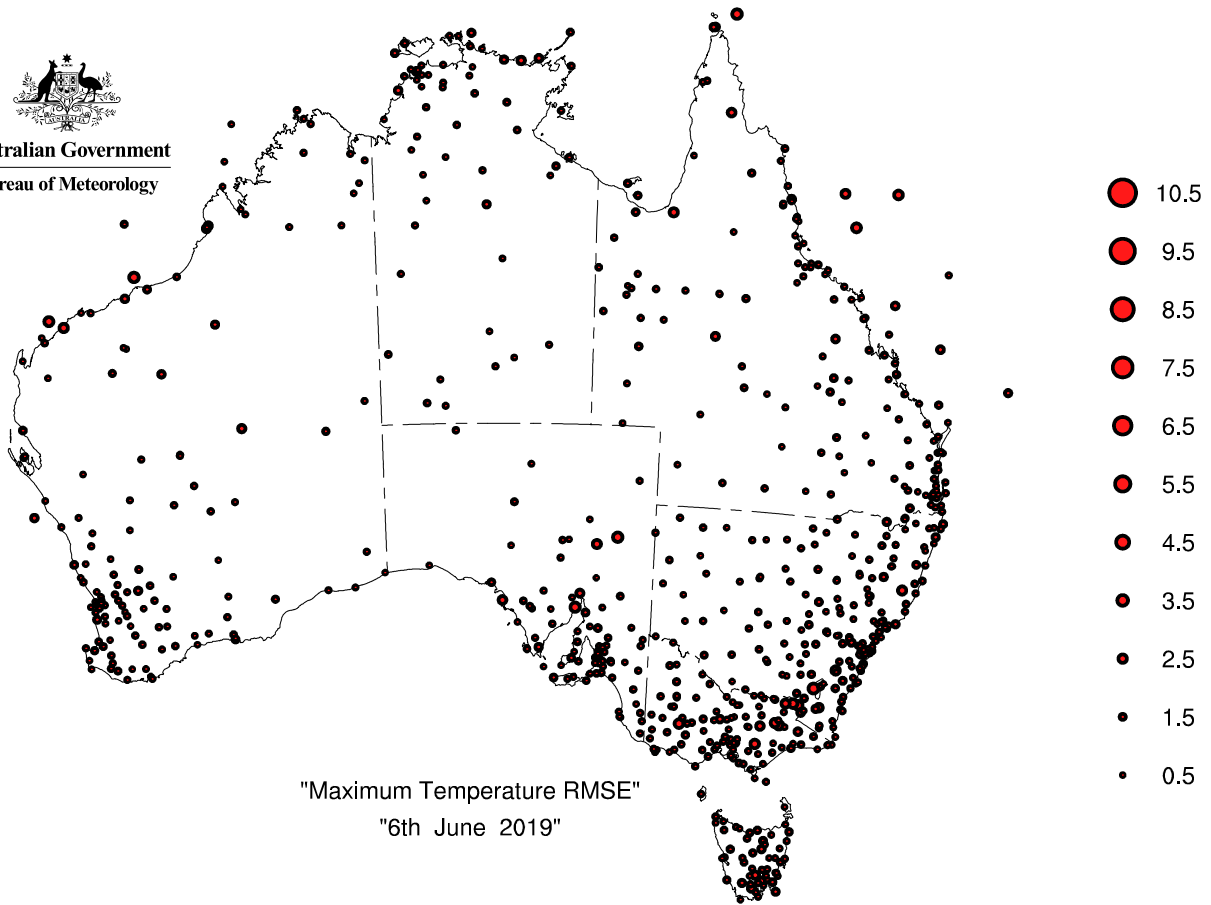 AUSTRALIA
tralian Government
reau of Meteorology
10.5
9.5
8.5
7.5
6.5
5.5
4.5
3.5
2.5
1.5
0.5
"Maximum Temperature RMSE"
"6th June 2019"